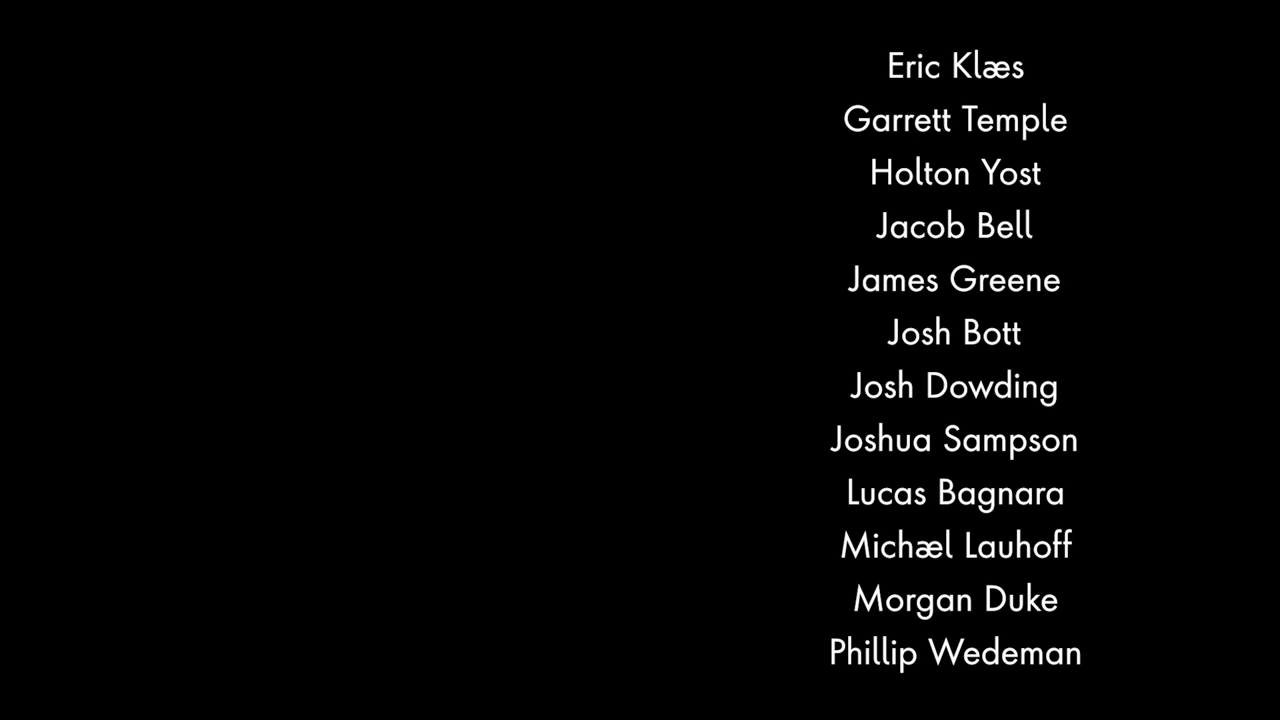 Eric Klæs
Garrett Temple
Holton Yost
Jacob Bell
James Greene
Josh Bott
Josh Dowding
Joshua Sampson
Lucas Bagnara
Michæl Lauhoff
Morgan Duke
Phillip Wedeman